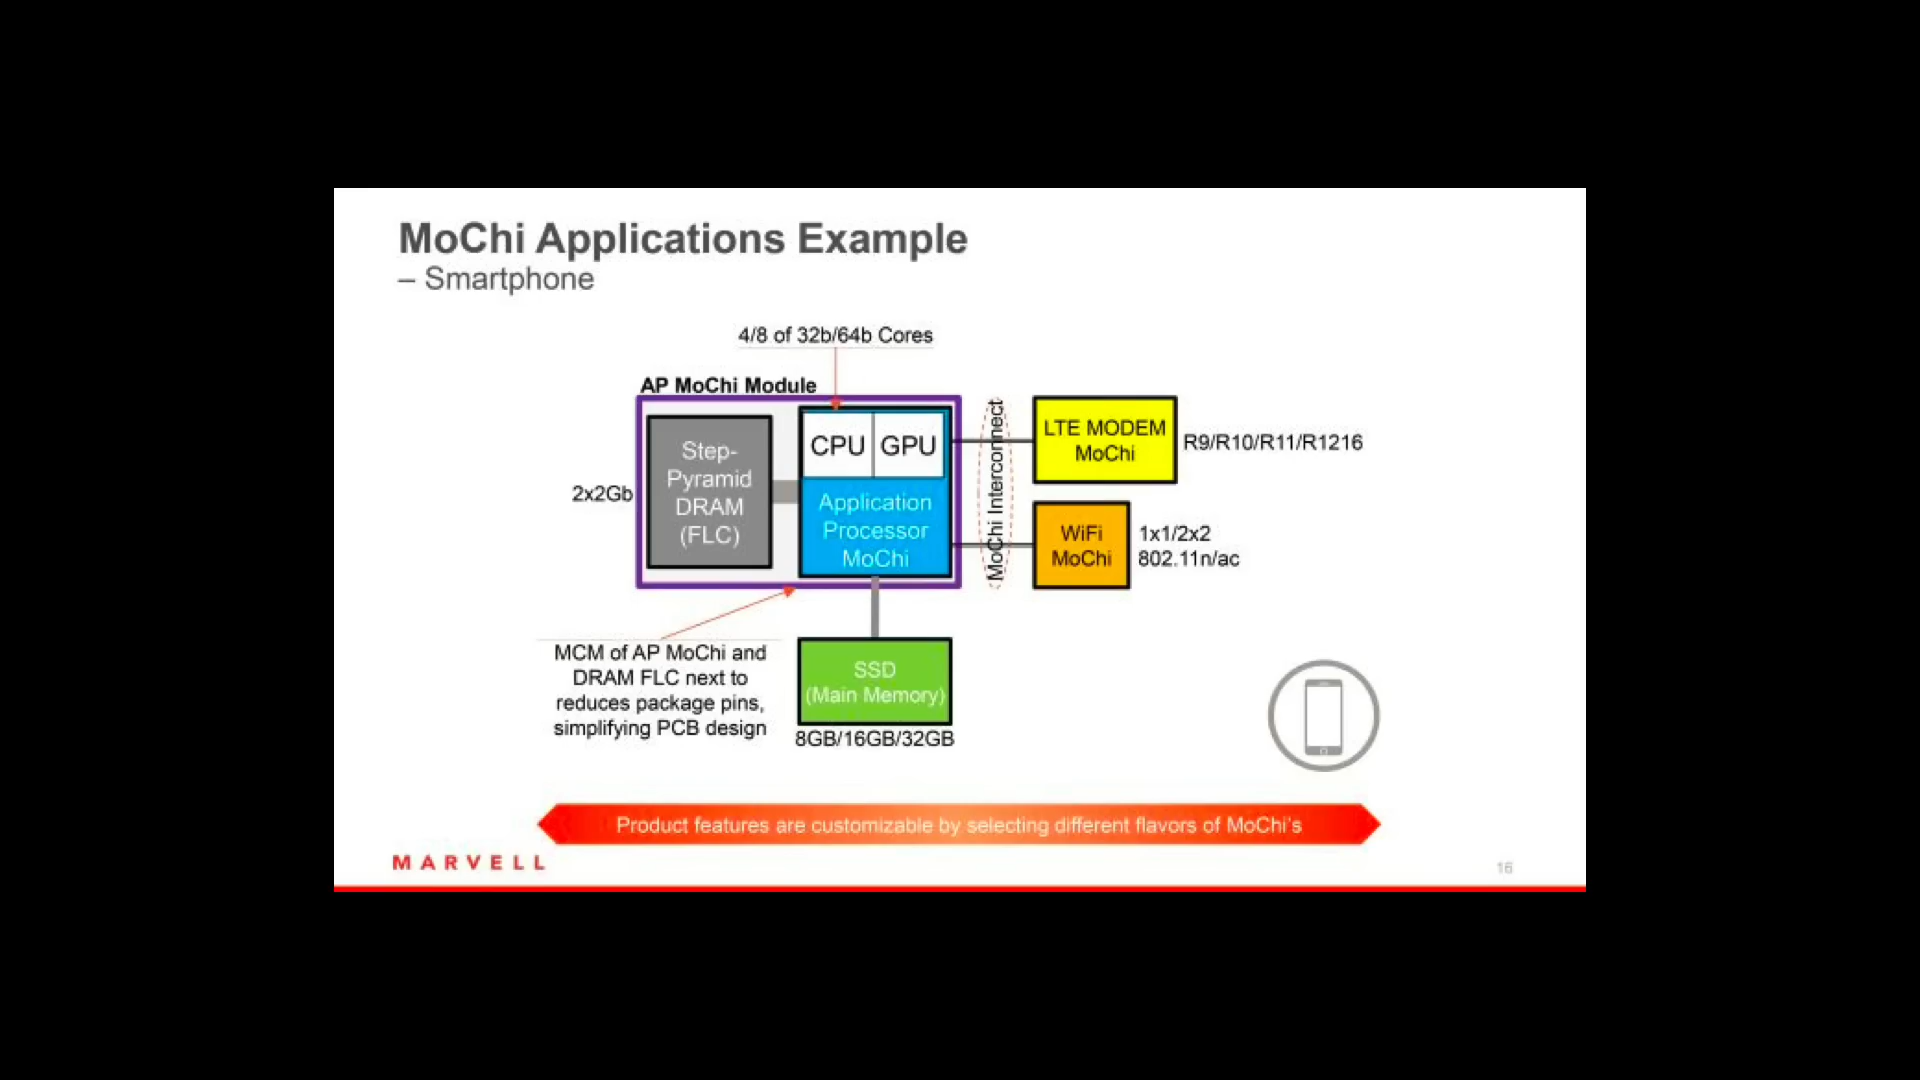 MoChi Applications Example
– Smartphone
4/8 of 32b/64b Cores
AP MoChi Module
2x2Gb
Step-
Pyramid
DRAM
(FLC)
CPU
GPU
Application
Processor
MoChi
MoChi Interconnect
LTE MODEM
MoChi
R9/R10/R11/R1216
WiFi
MoChi
1x1/2x2
802.11n/ac
MCM of AP MoChi and
DRAM FLC next to
reduces package pins,
simplifying PCB design
SSD
(Main Memory)
8GB/16GB/32GB
Product features are customizable by selecting different flavors of MoChi's
MARVELL
16